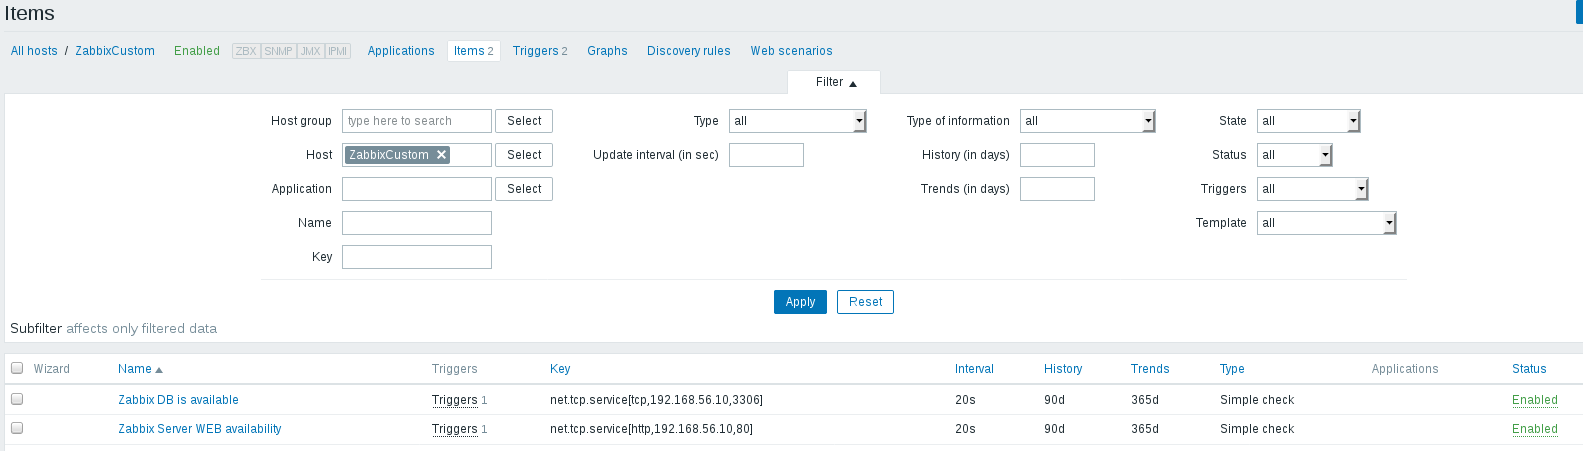 Items
All hosts / ZabbixCustom Enabled ZBX SNMP JMX IPMI Applications Items 2 Triggers 2 Graphs Discovery rules Web scenarios
Filter
Host group type here to search Select Type all Type of information all State all
Host ZabbixCustom Select Update interval (in sec) History (in days) Status all
Application Select Trends (in days) Triggers all
Name Template all
Key
Apply Reset
Subfilter affects only filtered data
Wizard Name Triggers Key Interval History Trends Type Applications Status
Zabbix DB is available Triggers 1 net.tcp.service[tcp,192.168.56.10,3306] 20s 90d 365d Simple check Enabled
Zabbix Server WEB availability Triggers 1 net.tcp.service[http,192.168.56.10,80] 20s 90d 365d Simple check Enabled